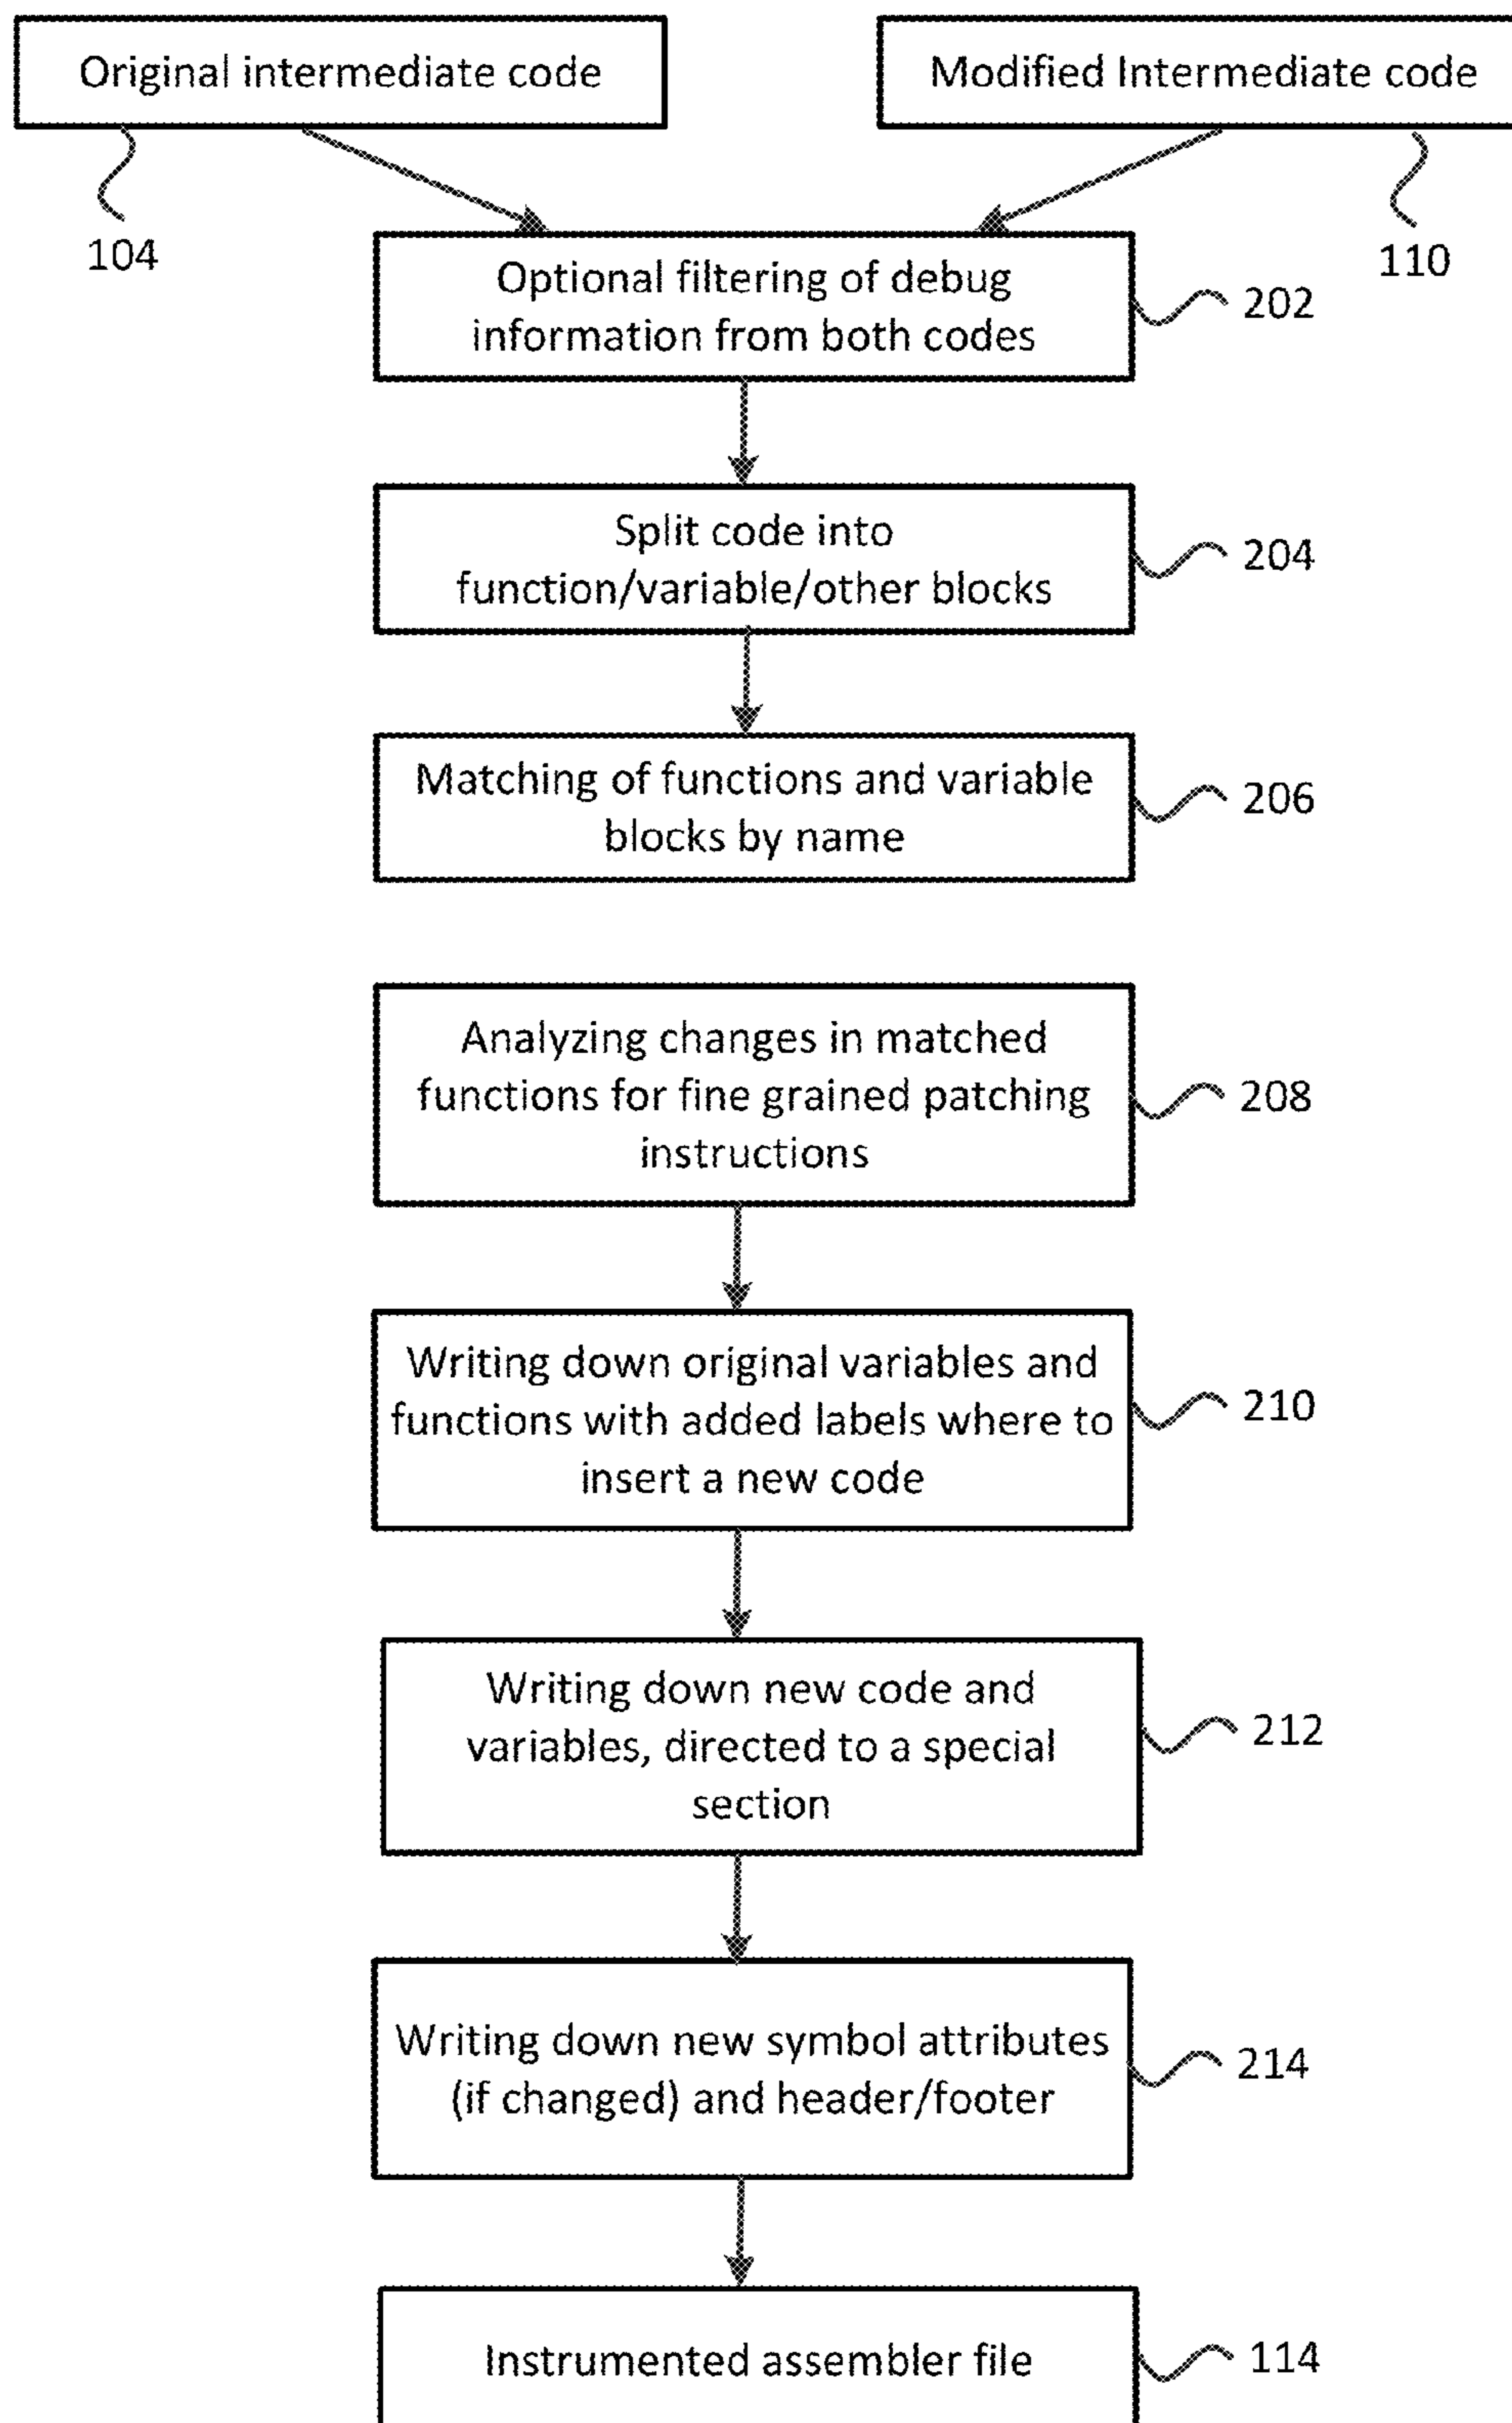 Original intermediate code
Modified Intermediate code
104
110
Optional filtering of debug
information from both codes
202
Split code into
function/variable/other blocks
204
Matching of functions and variable
blocks by name
206
Analyzing changes in matched
functions for fine grained patching
instructions
208
Writing down original variables and
functions with added labels where to
insert a new code
210
Writing down new code and
variables, directed to a special
section
212
Writing down new symbol attributes
(if changed) and header/footer
214
Instrumented assembler file
114